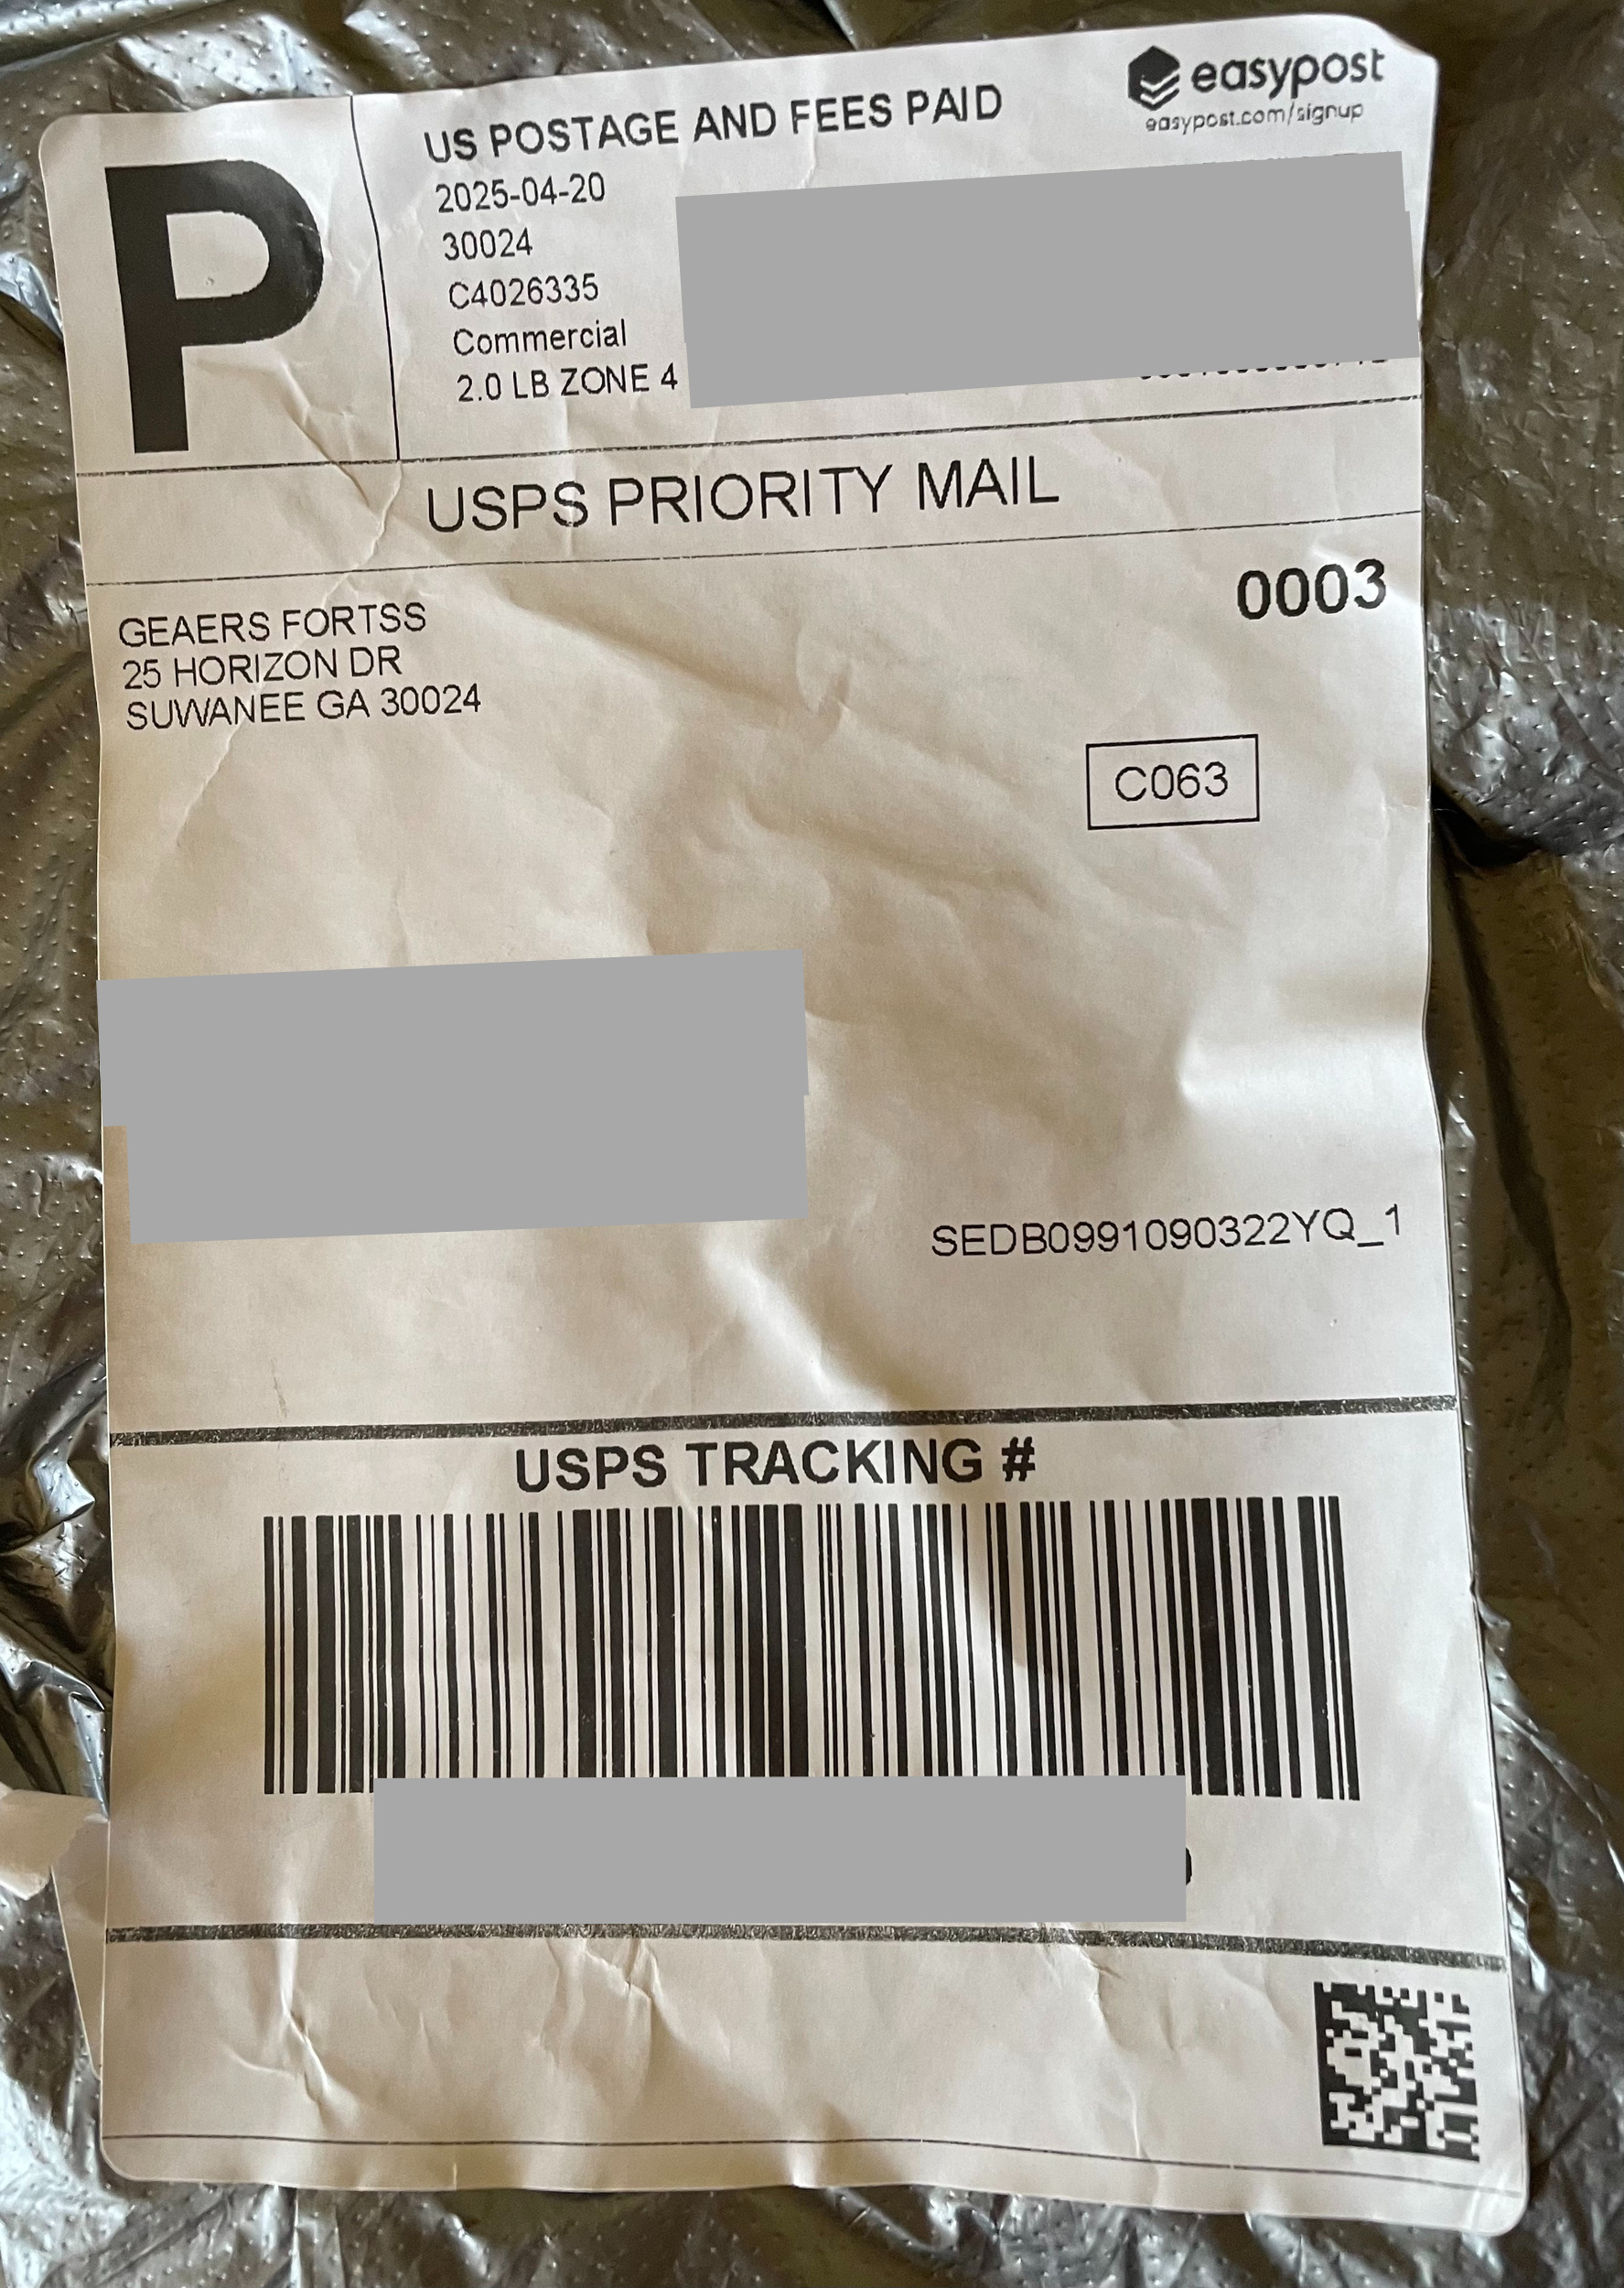 easypost
easypost.com/signup
P
US POSTAGE AND FEES PAID
2025-04-20
30024
C4026335
Commercial
2.0 LB ZONE 4
USPS PRIORITY MAIL
0003
GEAERS FORTSS
25 HORIZON DR
SUWANEE GA 30024
C063
SEDB0991090322YQ_1
USPS TRACKING #